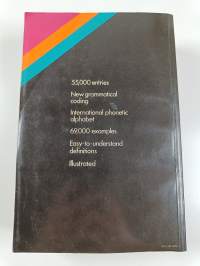 55,000 entries
New grammatical
coding
International phonetic
alphabet
69,000 examples
Easy-to-understand
definitions
Illustrated